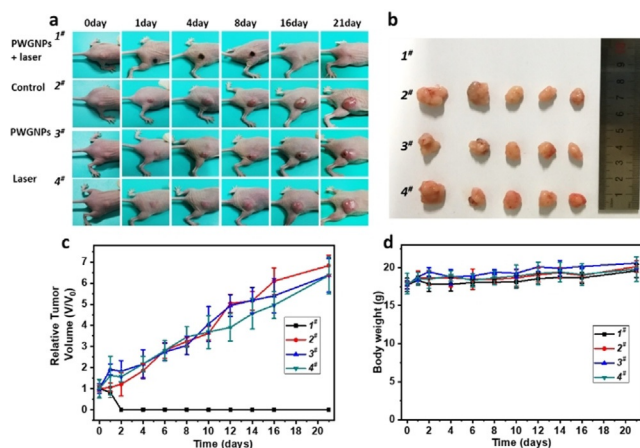 a
0day 1day 4day 8day 16day 21day
PWGNPs + laser 1#
Control 2#
PWGNPs 3#
Laser 4#
b
1#
2#
3#
4#
c
Relative Tumor Volume (V/V0)
7
6
5
4
3
2
1
0
1#
2#
3#
4#
0 2 4 6 8 10 12 14 16 18 20
Time (days)
d
Body weight (g)
25
20
15
10
5
0
1#
2#
3#
4#
0 2 4 6 8 10 12 14 16 18 20
Time (days)